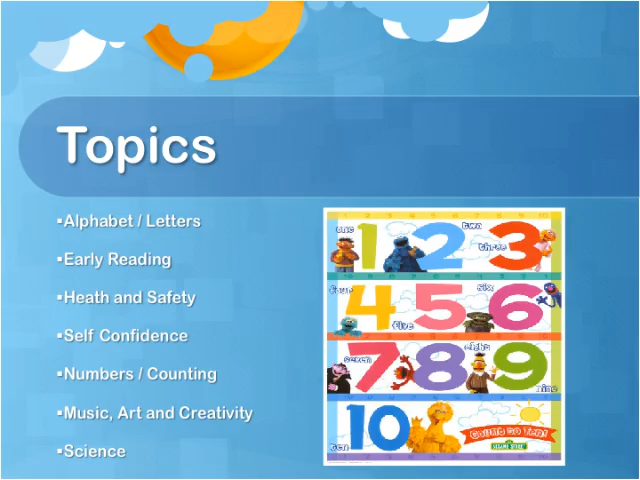 Topics
▪Alphabet / Letters
▪Early Reading
▪Heath and Safety
▪Self Confidence
▪Numbers / Counting
▪Music, Art and Creativity
▪Science
one 1 two 2 three 3
four 4 five 5 six 6
seven 7 eight 8 9 nine
ten 10 Count to Ten!
SESAME STREET